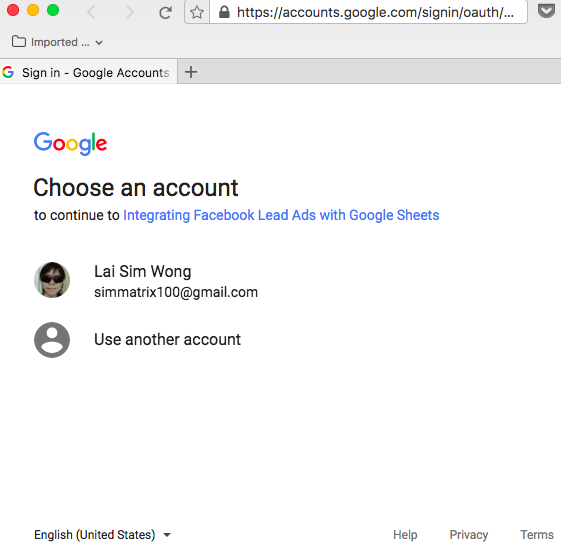 https://accounts.google.com/signin/oauth/...
Imported ...
Sign in - Google Accounts
Google
Choose an account
to continue to Integrating Facebook Lead Ads with Google Sheets
Lai Sim Wong
simmatrix100@gmail.com
Use another account
English (United States) Help Privacy Terms